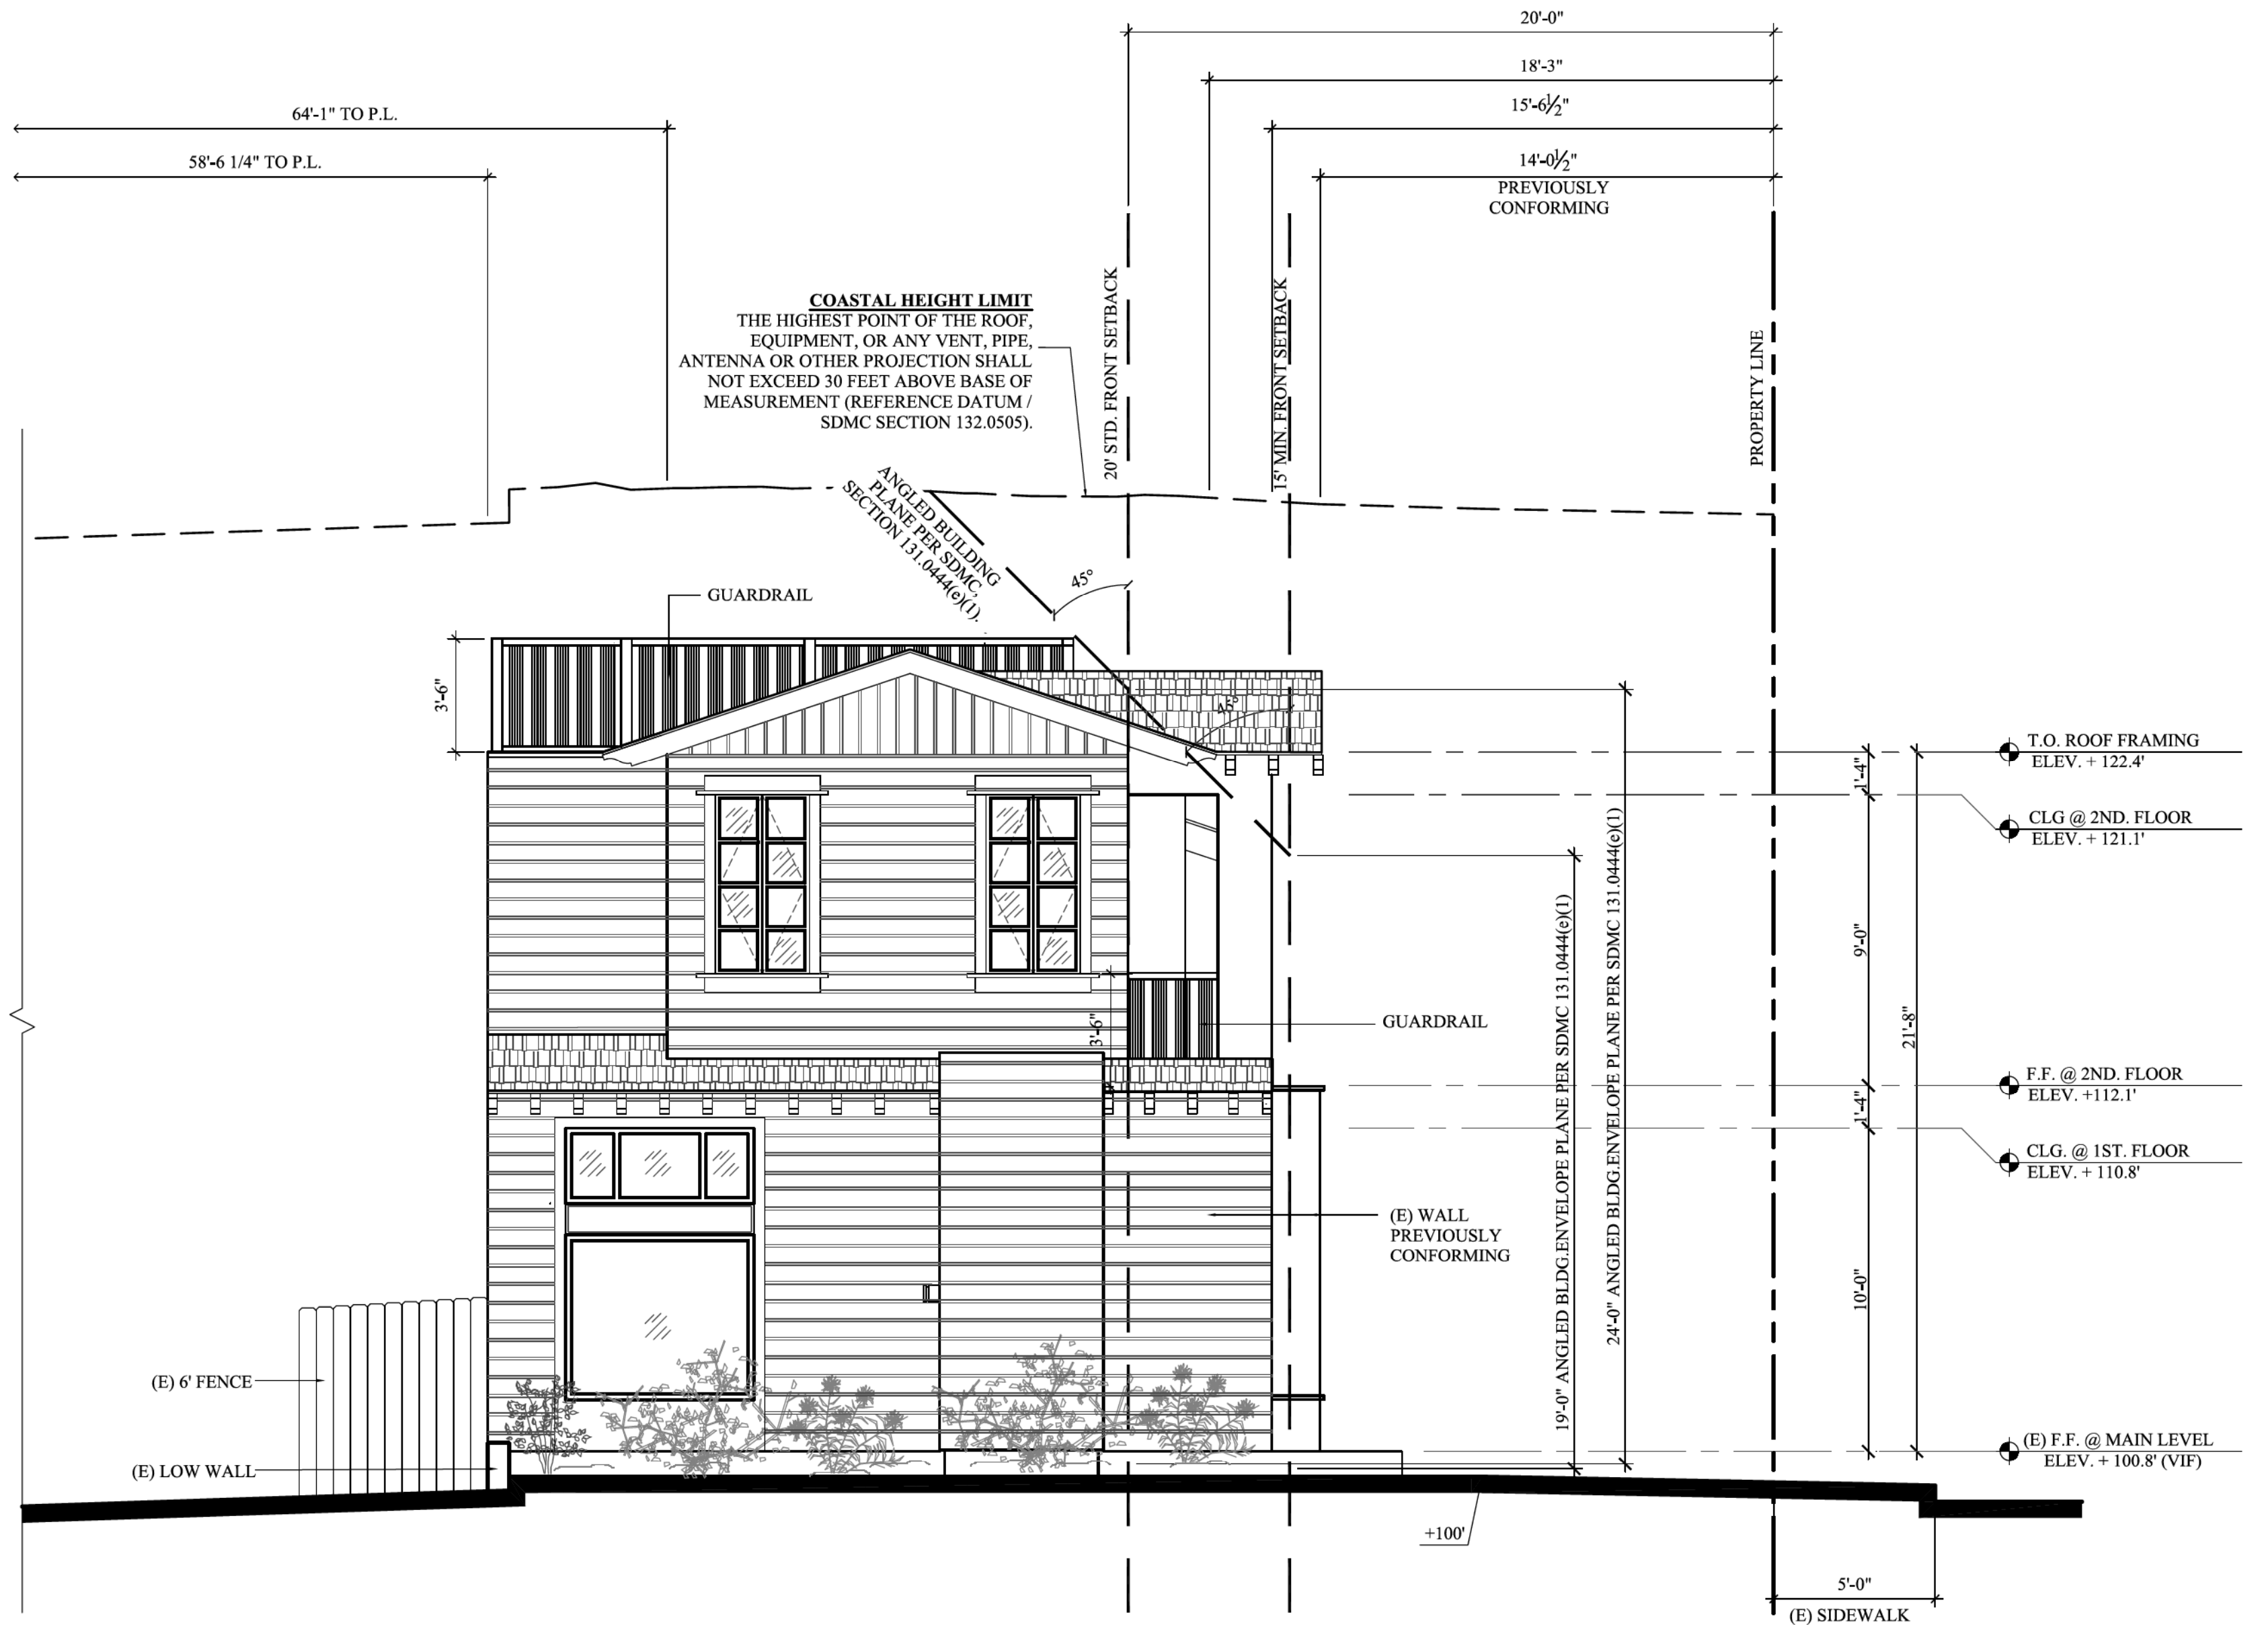 20'-0"
18'-3"
15'-6½"
64'-1" TO P.L.
58'-6 1/4" TO P.L.
14'-0½"
PREVIOUSLY
CONFORMING
COASTAL HEIGHT LIMIT
THE HIGHEST POINT OF THE ROOF,
EQUIPMENT, OR ANY VENT, PIPE,
ANTENNA OR OTHER PROJECTION SHALL
NOT EXCEED 30 FEET ABOVE BASE OF
MEASUREMENT (REFERENCE DATUM /
SDMC SECTION 132.0505).
20' STD. FRONT SETBACK
15' MIN. FRONT SETBACK
PROPERTY LINE
ANGLED BUILDING
PLANE PER SDMC,
SECTION 131.0444(e)(1).
45°
GUARDRAIL
3'-6"
45°
T.O. ROOF FRAMING
ELEV. + 122.4'
1'-4"
CLG @ 2ND. FLOOR
ELEV. + 121.1'
9'-0"
19'-0" ANGLED BLDG.ENVELOPE PLANE PER SDMC 131.0444(e)(1)
24'-0" ANGLED BLDG.ENVELOPE PLANE PER SDMC 131.0444(e)(1)
3'-6"
GUARDRAIL
21'-8"
F.F. @ 2ND. FLOOR
ELEV. +112.1'
1'-4"
CLG. @ 1ST. FLOOR
ELEV. + 110.8'
(E) WALL
PREVIOUSLY
CONFORMING
10'-0"
(E) 6' FENCE
(E) LOW WALL
(E) F.F. @ MAIN LEVEL
ELEV. + 100.8' (VIF)
+100'
5'-0"
(E) SIDEWALK